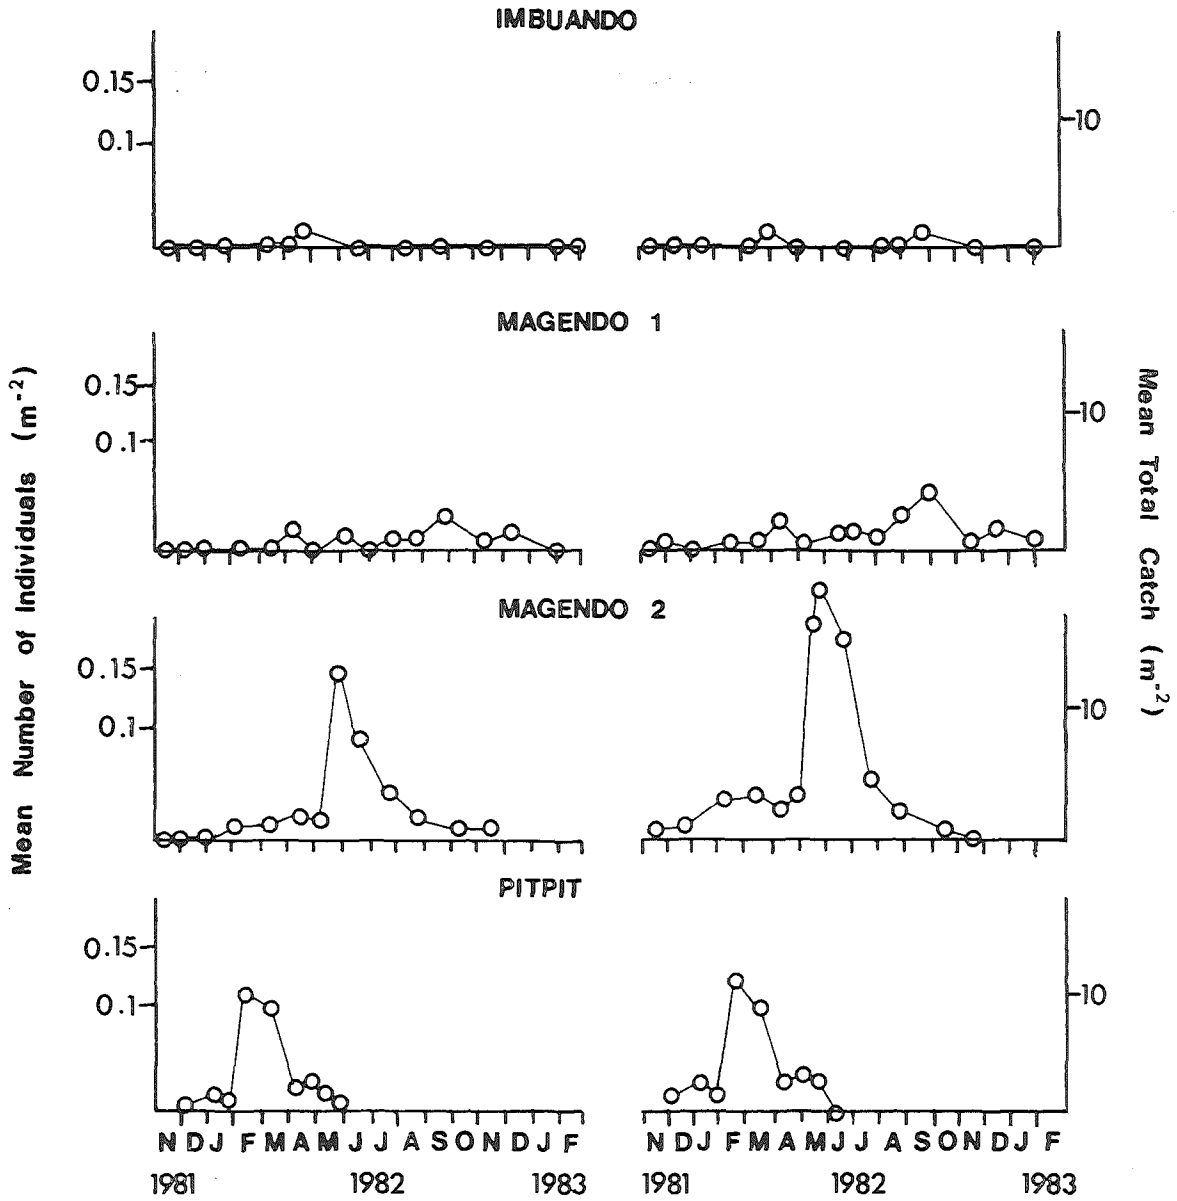 IMBUANDO
0.15
0.1
10
MAGENDO 1
0.15
0.1
10
Mean Number of Individuals (m⁻²)
Mean Total Catch (m⁻²)
MAGENDO 2
0.15
0.1
10
PITPIT
0.15
0.1
10
N D J F M A M J J A S O N D J F N D J F M A M J J A S O N D J F
1981 1982 1983 1981 1982 1983